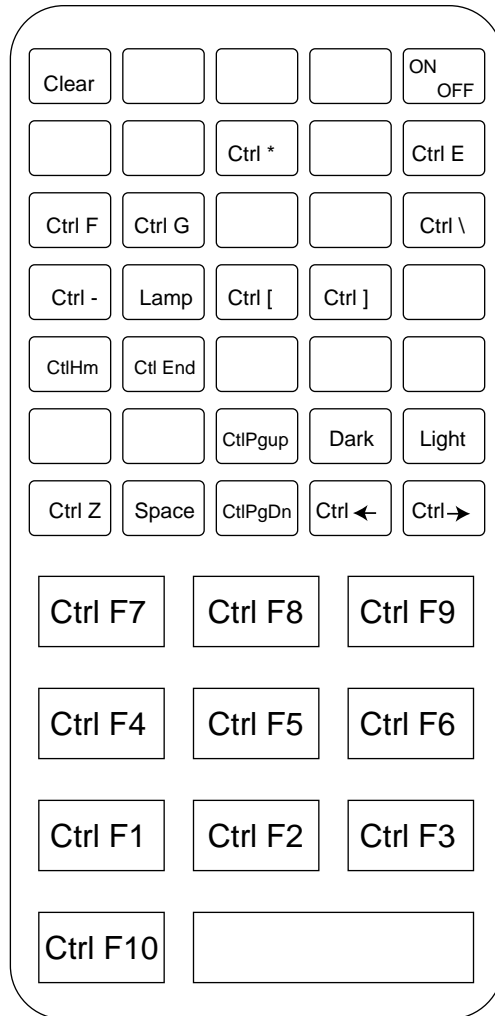 Clear ON
OFF
Ctrl * Ctrl E
Ctrl F Ctrl G Ctrl \
Ctrl - Lamp Ctrl [ Ctrl ]
CtlHm Ctl End
CtlPgup Dark Light
Ctrl Z Space CtlPgDn Ctrl ← Ctrl →
Ctrl F7 Ctrl F8 Ctrl F9
Ctrl F4 Ctrl F5 Ctrl F6
Ctrl F1 Ctrl F2 Ctrl F3
Ctrl F10